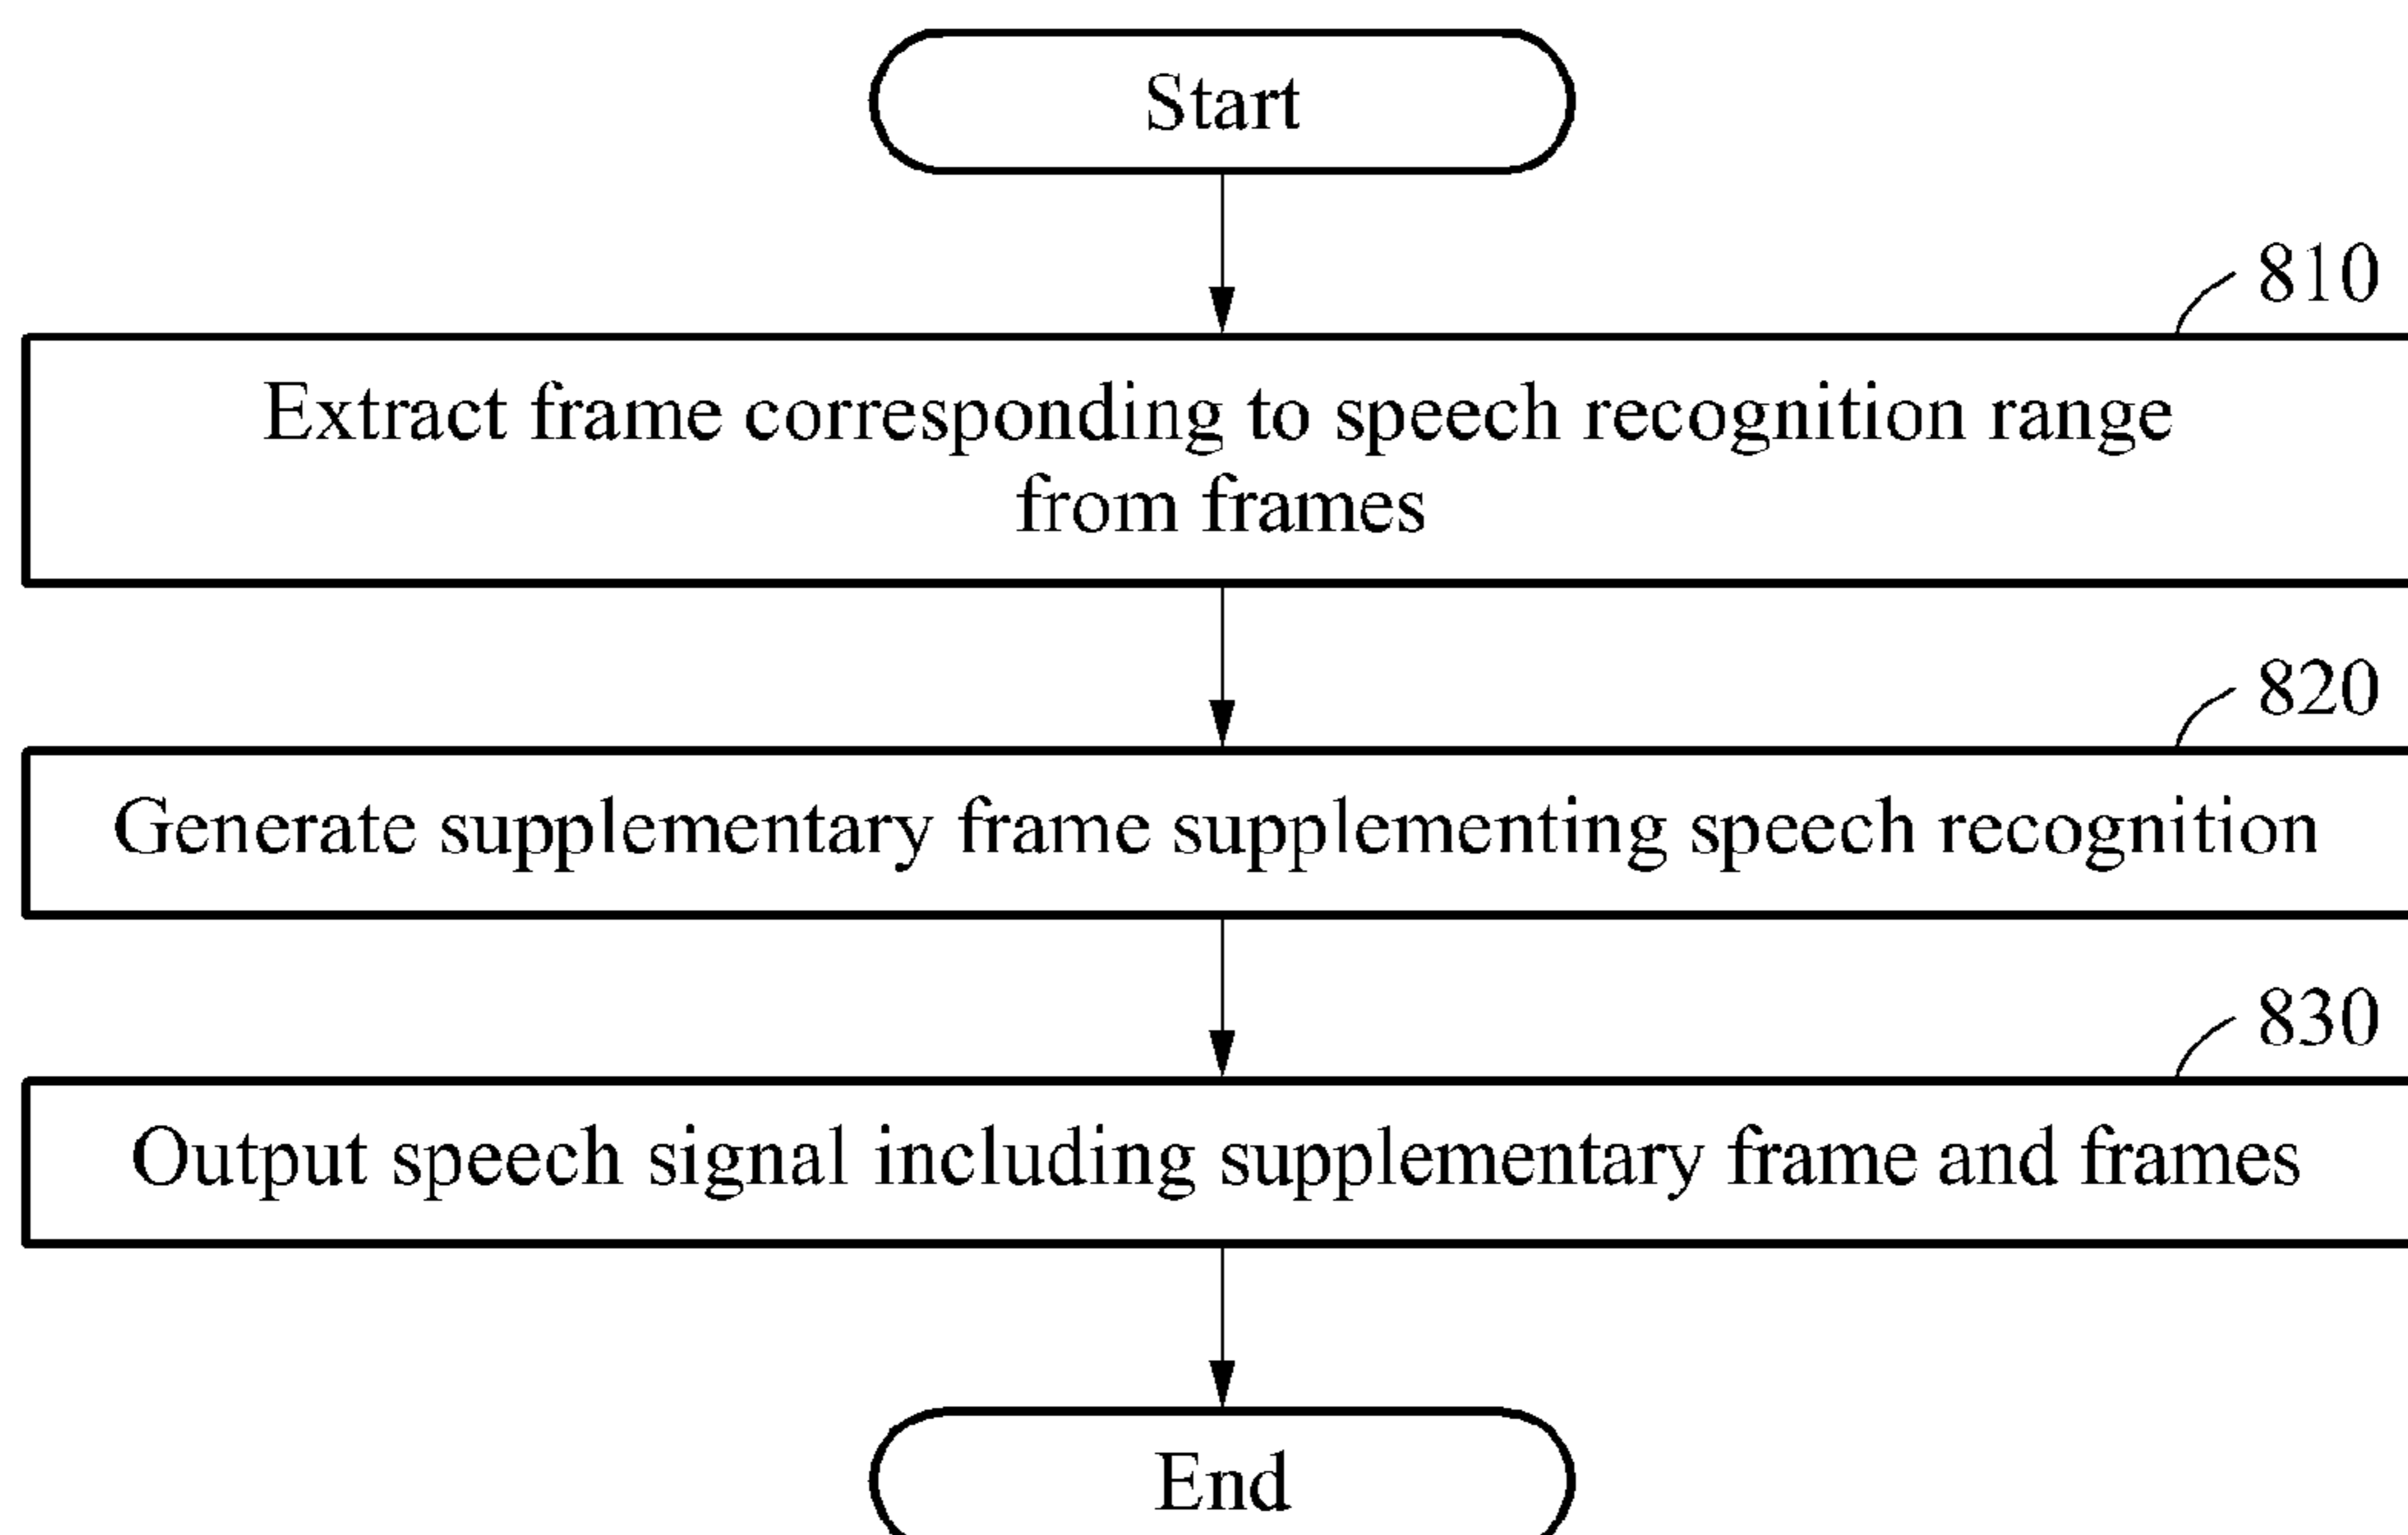 Start
810
Extract frame corresponding to speech recognition range
from frames
820
Generate supplementary frame supplementing speech recognition
830
Output speech signal including supplementary frame and frames
End